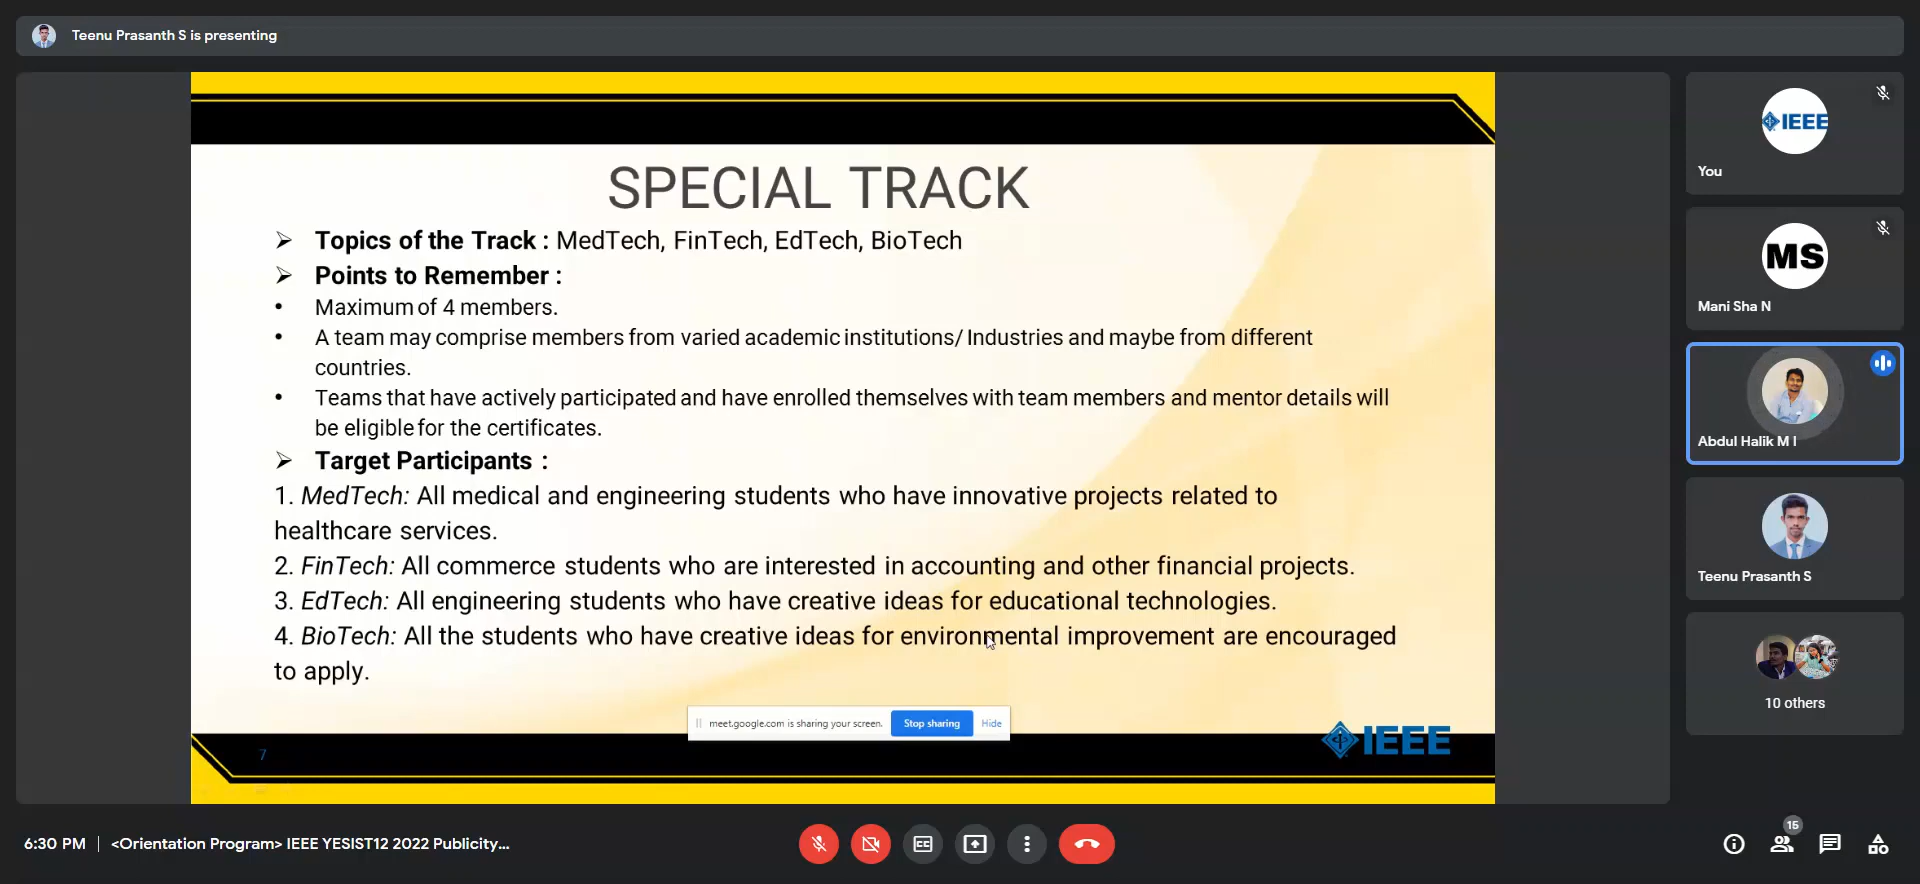 Teenu Prasanth S is presenting
SPECIAL TRACK
➢ Topics of the Track : MedTech, FinTech, EdTech, BioTech
➢ Points to Remember :
• Maximum of 4 members.
• A team may comprise members from varied academic institutions/ Industries and maybe from different
countries.
• Teams that have actively participated and have enrolled themselves with team members and mentor details will
be eligible for the certificates.
➢ Target Participants :
1. MedTech: All medical and engineering students who have innovative projects related to
healthcare services.
2. FinTech: All commerce students who are interested in accounting and other financial projects.
3. EdTech: All engineering students who have creative ideas for educational technologies.
4. BioTech: All the students who have creative ideas for environmental improvement are encouraged
to apply.
meet.google.com is sharing your screen. Stop sharing Hide
7
IEEE
IEEE
You
MS
Mani Sha N
Abdul Halik M I
Teenu Prasanth S
10 others
6:30 PM | <Orientation Program> IEEE YESIST12 2022 Publicity...
CC
15